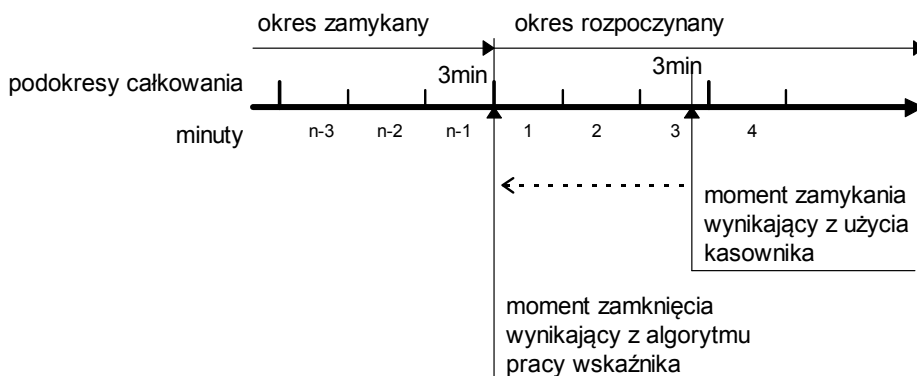 okres zamykany
okres rozpoczynany
podokresy całkowania
3min
3min
minuty
n-3
n-2
n-1
1
2
3
4
moment zamykania
wynikający z użycia
kasownika
moment zamknięcia
wynikający z algorytmu
pracy wskaźnika